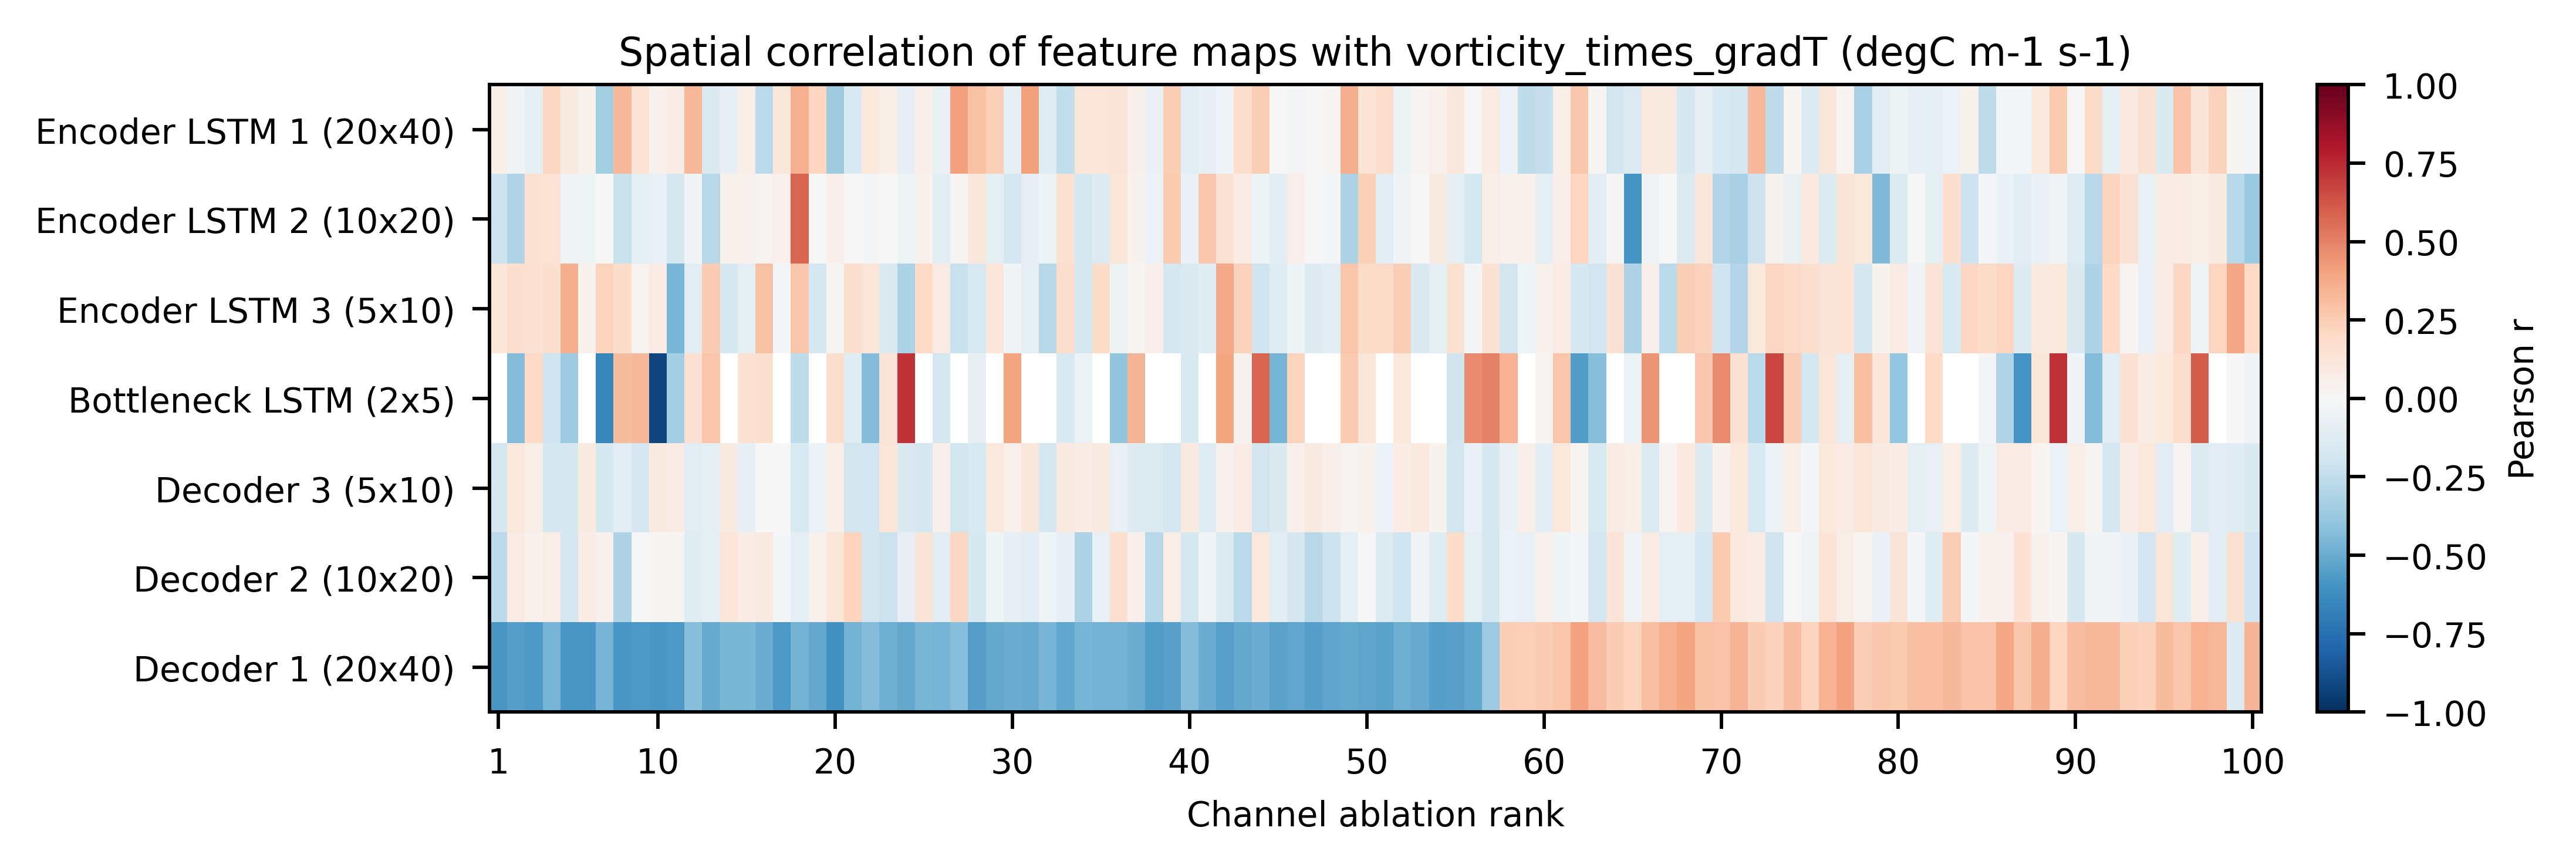 Spatial correlation of feature maps with vorticity_times_gradT (degC m-1 s-1)
Encoder LSTM 1 (20x40)
Encoder LSTM 2 (10x20)
Encoder LSTM 3 (5x10)
Bottleneck LSTM (2x5)
Decoder 3 (5x10)
Decoder 2 (10x20)
Decoder 1 (20x40)
1 10 20 30 40 50 60 70 80 90 100
Channel ablation rank
1.00
0.75
0.50
0.25
0.00
−0.25
−0.50
−0.75
−1.00
Pearson r